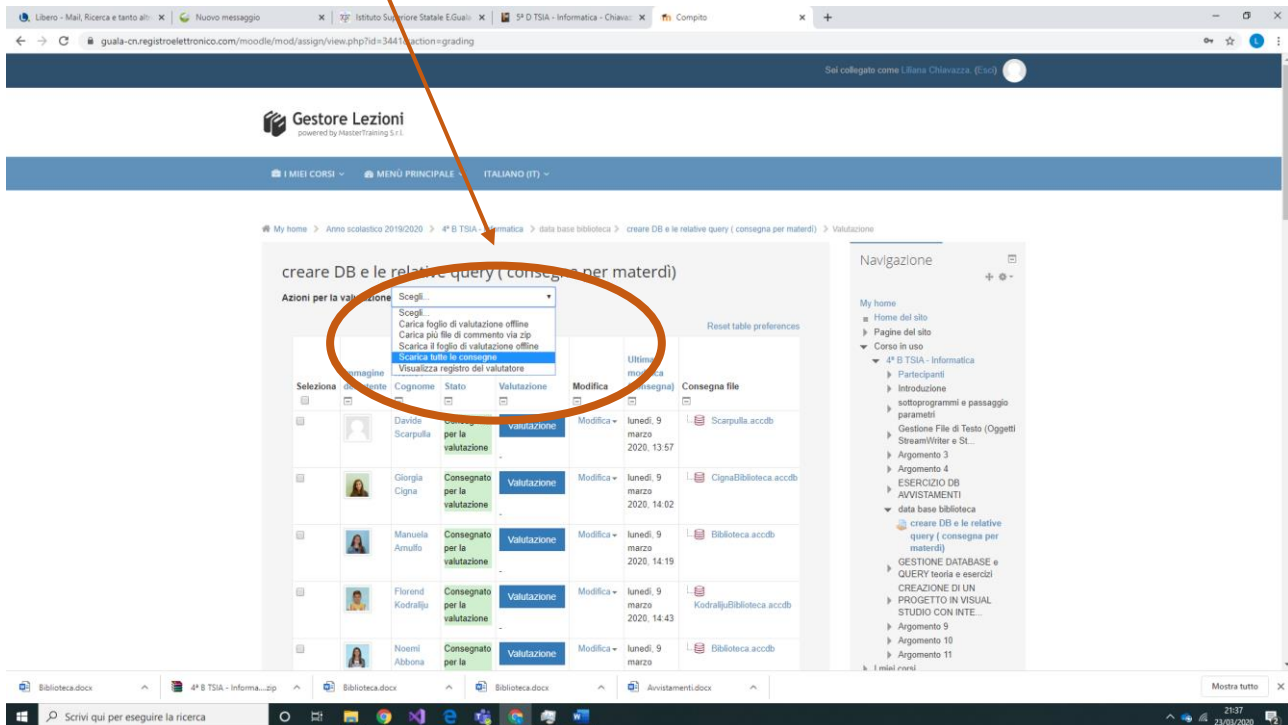 Libero - Mail, Ricerca e tanto altr
Nuovo messaggio
Istituto Superiore Statale E.Guala
5ª D TSIA - Informatica - Chiavaz
Compito
guala-cn.registroelettronico.com/moodle/mod/assign/view.php?id=3441&action=grading
Sei collegato come Liliana Chiavazza. (Esci)
Gestore Lezioni
powered by MasterTraining S.r.l.
I MIEI CORSI
MENÙ PRINCIPALE
ITALIANO (IT)
My home > Anno scolastico 2019/2020 > 4ª B TSIA - Informatica > data base biblioteca > creare DB e le relative query ( consegna per materdì) > Valutazione
creare DB e le relative query ( consegna per materdì)
Azioni per la valutazione
Scegli...
Scegli...
Carica foglio di valutazione offline
Carica più file di commento via zip
Scarica il foglio di valutazione offline
Scarica tutte le consegne
Visualizza registro del valutatore
Reset table preferences
Seleziona
Cognome
Stato
Valutazione
Modifica
Ultima
Consegna file
Davide
Scarpulla
Consegnato
per la
valutazione
Valutazione
-
Modifica
lunedì, 9
marzo
2020, 13:57
Scarpulla.accdb
Giorgia
Cigna
Consegnato
per la
valutazione
Valutazione
-
Modifica
lunedì, 9
marzo
2020, 14:02
CignaBiblioteca.accdb
Manuela
Arnulfo
Consegnato
per la
valutazione
Valutazione
-
Modifica
lunedì, 9
marzo
2020, 14:19
Biblioteca.accdb
Florend
Kodralliju
Consegnato
per la
valutazione
Valutazione
-
Modifica
lunedì, 9
marzo
2020, 14:43
KodralijuBiblioteca.accdb
Noemi
Abbona
Consegnato
per la
Valutazione
Modifica
lunedì, 9
marzo
Biblioteca.accdb
Navigazione
My home
Home del sito
Pagine del sito
Corso in uso
4ª B TSIA - Informatica
Partecipanti
Introduzione
sottoprogrammi e passaggio
parametri
Gestione File di Testo (Oggetti
StreamWriter e St...
Argomento 3
Argomento 4
ESERCIZIO DB
AVVISTAMENTI
data base biblioteca
creare DB e le relative
query ( consegna per
materdì)
GESTIONE DATABASE e
QUERY teoria e esercizi
CREAZIONE DI UN
PROGETTO IN VISUAL
STUDIO CON INTE...
Argomento 9
Argomento 10
Argomento 11
I miei corsi
Biblioteca.docx
4ª B TSIA - Informa....zip
Biblioteca.docx
Biblioteca.docx
Avvistamenti.docx
Mostra tutto
Scrivi qui per eseguire la ricerca
21:37
23/03/2020